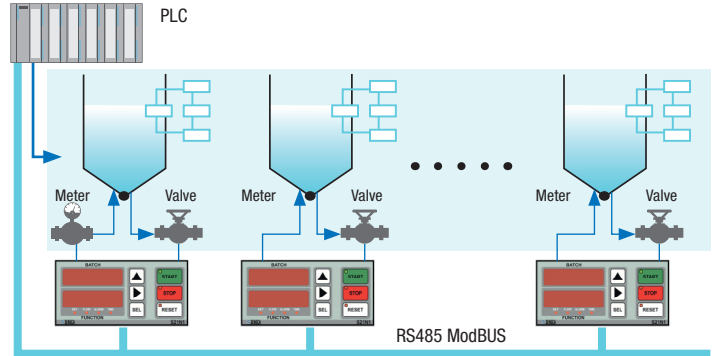 PLC
Meter Valve Meter Valve Meter Valve
BATCH BATCH BATCH
START START START
STOP STOP STOP
SEL RESET SEL RESET SEL RESET
FUNCTION FUNCTION FUNCTION
RS485 ModBUS